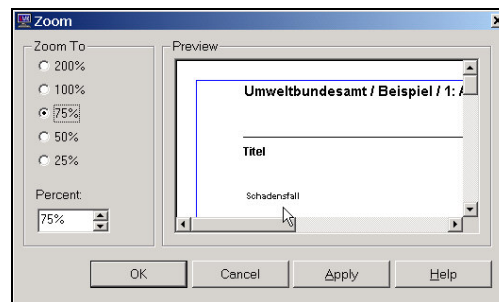 Zoom
Zoom To
200%
100%
75%
50%
25%
Percent:
75%
Preview
Umweltbundesamt / Beispiel / 1:
Titel
Schadensfall
OK
Cancel
Apply
Help